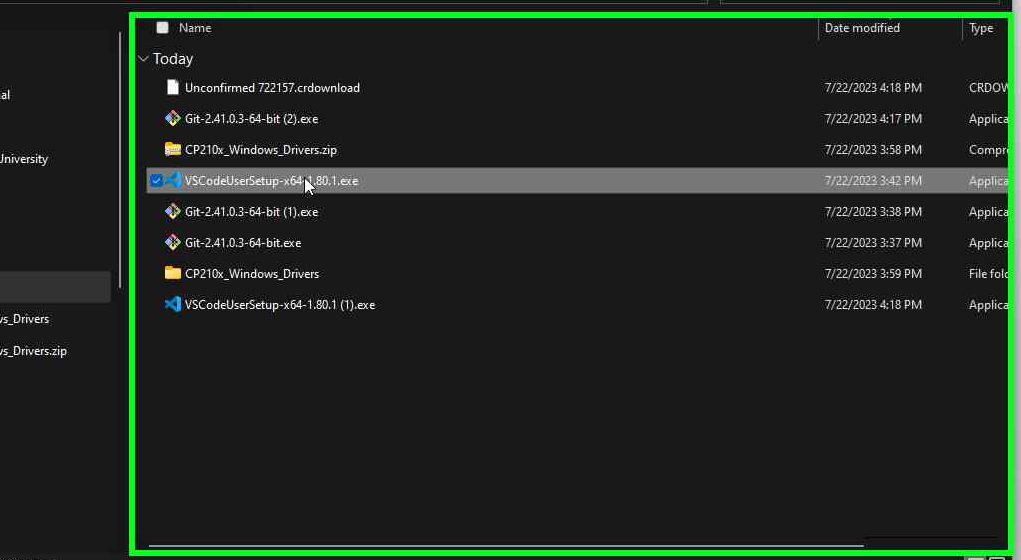 Name Date modified Type
Today
al
Unconfirmed 722157.crdownload 7/22/2023 4:18 PM CRDOW
Git-2.41.0.3-64-bit (2).exe 7/22/2023 4:17 PM Applica
CP210x_Windows_Drivers.zip 7/22/2023 3:58 PM Compre
University
VSCodeUserSetup-x64-1.80.1.exe 7/22/2023 3:42 PM Applica
Git-2.41.0.3-64-bit (1).exe 7/22/2023 3:38 PM Applica
Git-2.41.0.3-64-bit.exe 7/22/2023 3:37 PM Applica
CP210x_Windows_Drivers 7/22/2023 3:59 PM File fold
VSCodeUserSetup-x64-1.80.1 (1).exe 7/22/2023 4:18 PM Applica
ws_Drivers
ws_Drivers.zip